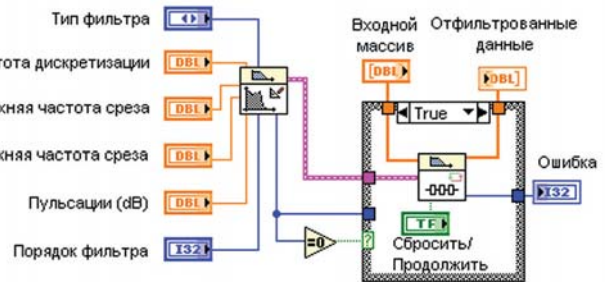 Тип фильтра
тота дискретизации
DBL
хняя частота среза
DBL
жняя частота среза
DBL
Пульсации (dB)
DBL
Порядок фильтра
I32
=0
Входной
массив
[DBL]
Отфильтрованные
данные
[DBL]
True
Ошибка
I32
TF
?
Сбросить/
Продолжить